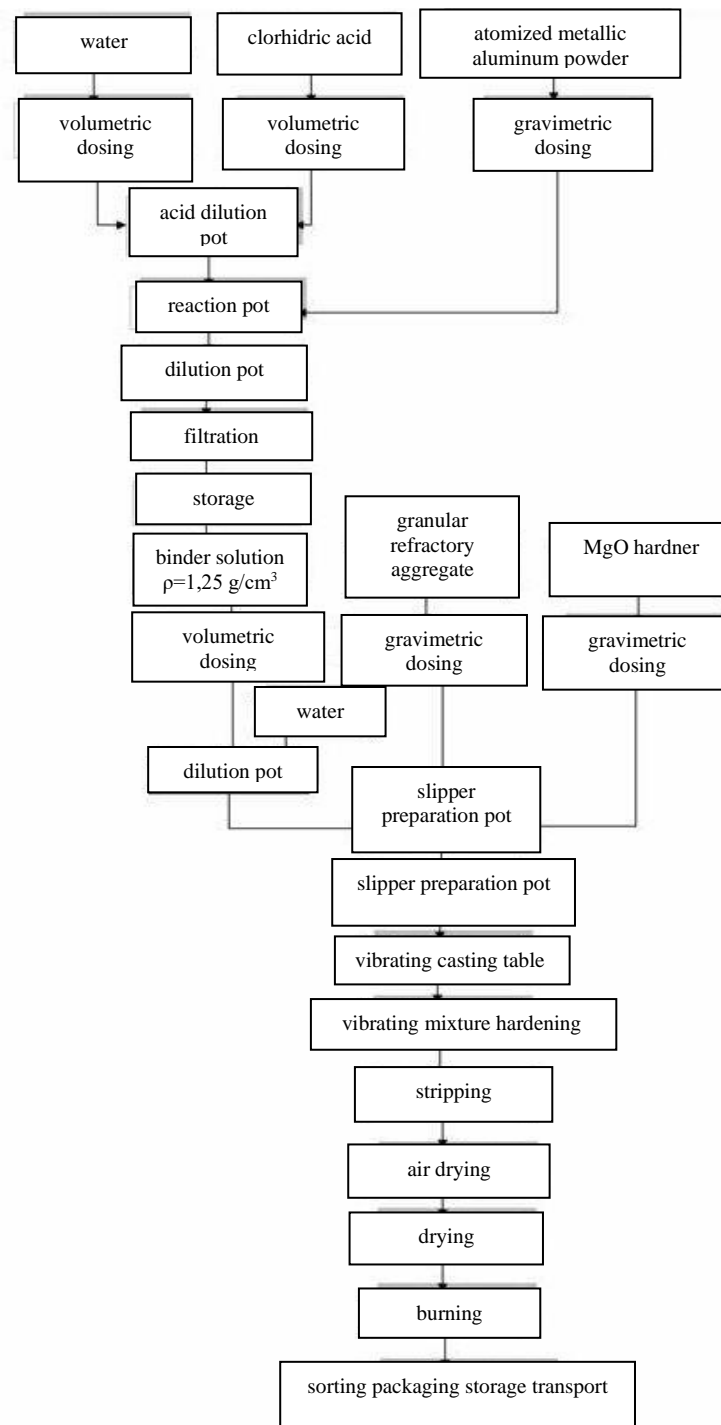 water
clorhidric acid
atomized metallic
aluminum powder
volumetric
dosing
volumetric
dosing
gravimetric
dosing
acid dilution
pot
reaction pot
dilution pot
filtration
storage
binder solution
ρ=1,25 g/cm³
granular
refractory
aggregate
MgO hardner
volumetric
dosing
gravimetric
dosing
gravimetric
dosing
water
dilution pot
slipper
preparation pot
slipper preparation pot
vibrating casting table
vibrating mixture hardening
stripping
air drying
drying
burning
sorting packaging storage transport